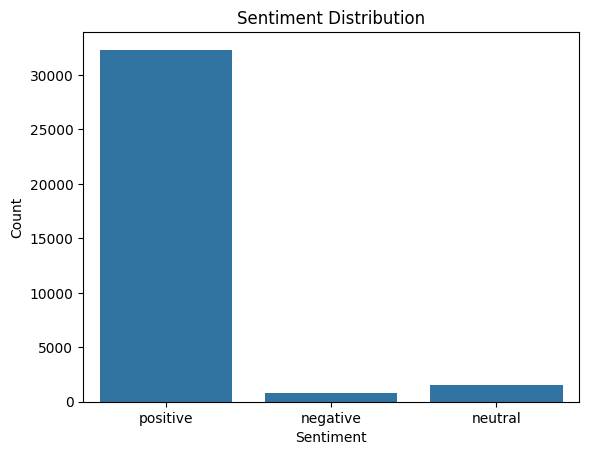 Sentiment Distribution
Count
30000
25000
20000
15000
10000
5000
0
positive negative neutral
Sentiment